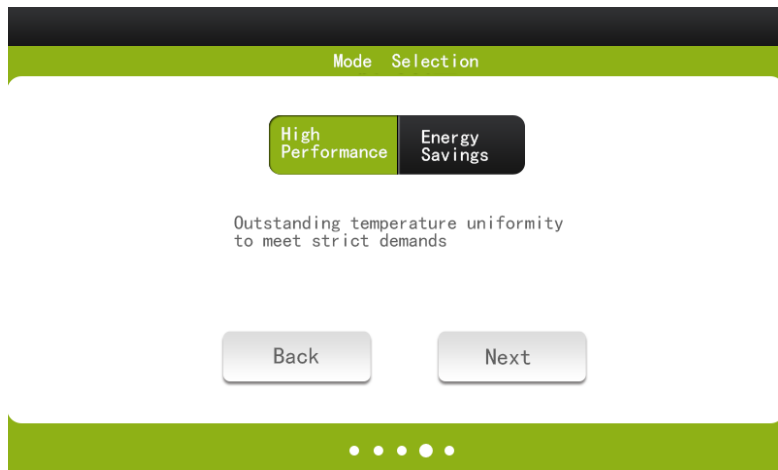 Mode Selection
High
Performance
Energy
Savings
Outstanding temperature uniformity
to meet strict demands
Back
Next